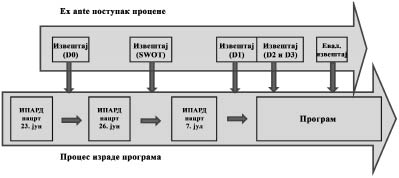 Ex ante поступак процене
Извештај
(D0)
Извештај
(SWOT)
Извештај
(D1)
Извештај
(D2 и D3)
Евал.
извештај
ИПАРД
нацрт
23. јун
ИПАРД
нацрт
26. јун
ИПАРД
нацрт
7. јул
Програм
Процес израде програма